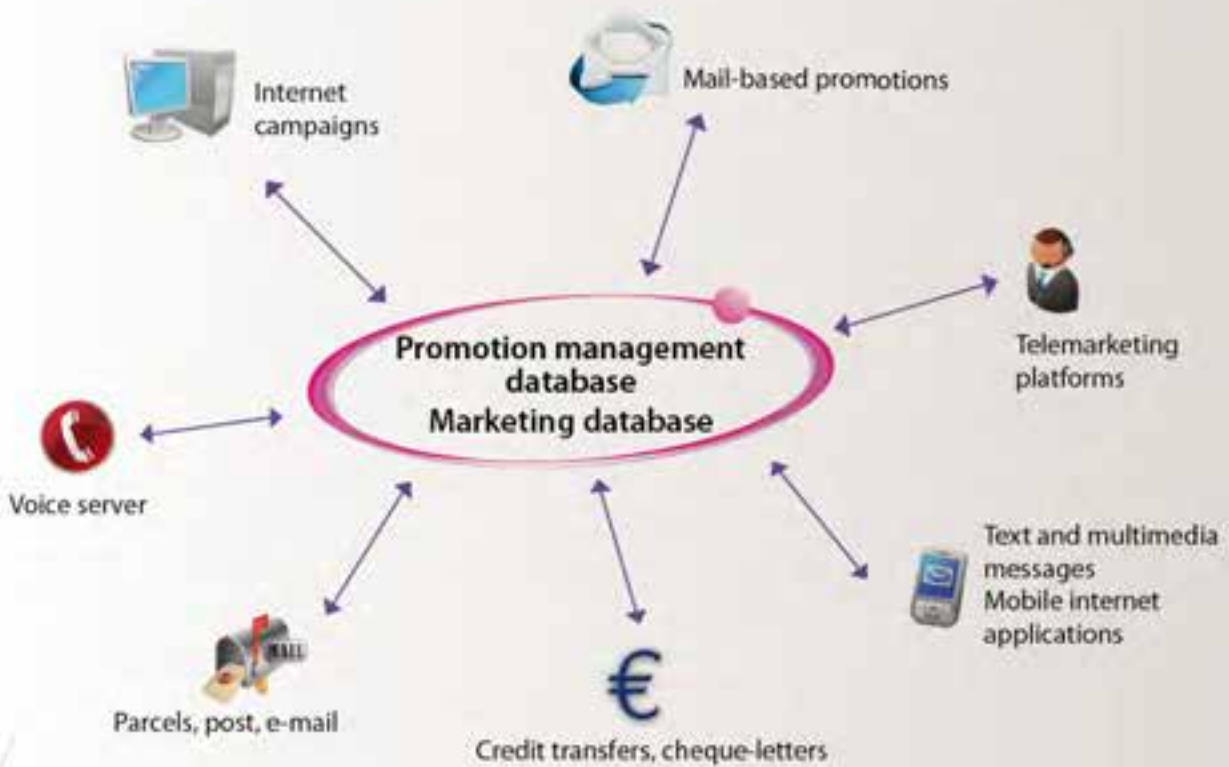 Internet
campaigns
Mail-based promotions
Telemarketing
platforms
Promotion management
database
Marketing database
Voice server
Text and multimedia
messages
Mobile internet
applications
MAIL
Parcels, post, e-mail
€
Credit transfers, cheque-letters